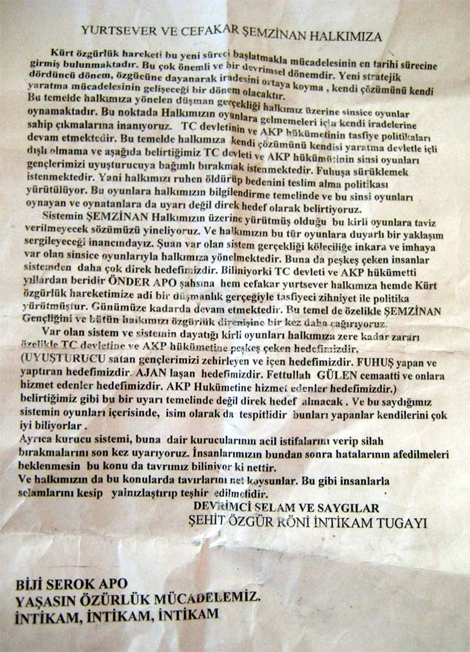 YURTSEVER VE CEFAKAR ŞEMZİNAN HALKIMIZA
Kürt özgürlük hareketi bu yeni süreci başlatmakla mücadelesinin en tarihi sürecine
girmiş bulunmaktadır. Bu çok önemli ve bir devrimsel dönemdir. Yeni stratejik
dördüncü dönem, özgücüne dayanarak iradesini ortaya koyma , kendi çözümünü kendi
yaratma mücadelesinin gelişeceği bir dönem olacaktır.
Bu temelde halkımıza yönelen düşman gerçekliği halkımız üzerine sinsice oyunlar
oynamaktadır. Bu noktada Halkımızın oyunlara gelmemeleri için kendi iradelerine
sahip çıkmalarına inanıyoruz. TC devletinin ve AKP hükümetinin tasfiye politikaları
devam etmektedir. Bu temelde halkımıza kendi çözümünü kendisi yaratma devletle içli
dışlı olmama ve aşağıda belirtiğimiz TC devleti ve AKP hükümütinin sinsi oyunları
gençlerimizi uyuşturucuya bağımlı bırakmak istenmektedir. Fuhuşa sürüklemek
istenmektedir. Yani halkımızı ruhen öldürüp bedenini teslim alma politikası
yürütülüyor. Bu oyunlara halkımızın bilgilendirme temelinde ve bu sinsi oyunları
oynayan ve oynatanlara da uyarı değil direk hedef olarak belirtiyoruz.
Sistemin ŞEMZİNAN Halkımızın üzerine yürütmüş olduğu bu kirli oyunlara taviz
verilmeyecek sözümüzü yineliyoruz. Ve halkımızın bu tür oyunlara duyarlı bir yaklaşım
sergileyeceği inancındayız. Şuan var olan sistem gerçekliği köleciliğe inkara ve imhaya
var olan sinsice oyunlarıyla halkımıza yönelmektedir. Buna da peşkeş çeken insanlar
sistemden daha çok direk hedefimizdir. Biliniyorki TC devleti ve AKP hükümetti
yıllardan beridir ÖNDER APO şahsına hem cefakar yurtsever halkımıza hemde Kürt
özgürlük hareketimize adi bir düşmanlık gerçeğiyle tasfiyeci zihniyet ile politika
yürütmüştur. Günümüze kadarda devam etmektedir. Bu temel de özelikle ŞEMZİNAN
Gençliğini ve bütün halkımızı özgürlük direnişine bir kez daha çağırıyoruz.
Var olan sistem ve sistemin dayatığı kirli oyunları halkımıza zere kadar zararı
özelikle TC devletine ve AKP hükümetine peşkeş çeken hedefimizdir.
(UYUŞTURUCU satan gençlerimizi zehirleyen ve içen hedefimizdir. FUHUŞ yapan ve
yaptıran hedefimizdir. AJAN laşan hedefimizdir. Fettullah GÜLEN cemaatti ve onlara
hizmet edenler hedefimizdir. AKP Hukümetine hizmet edenler hedefimizdir.)
belirtiğimiz gibi bu bir uyarı temelinde değil direk hedef alınacak . Ve bu saydığımız
sistemin oyunları içerisinde, isim olarak da tespitlidir bunları yapanlar kendilerini çok
iyi biliyorlar .
Ayrıca kurucu sistemi, buna dair kurucularının acil istifalarını verip silah
bırakmalarını son kez uyarıyoruz. İnsanlarımızın bundan sonra hatalarının afedilmeleri
beklenmesin bu konu da tavrımız biliniyor ki nettir.
Ve halkımızın da bu konularda tavırlarını net koysunlar. Bu gibi insanlarla
selamlarını kesip yalnızlaştırıp teşhir edilmelidir.
DEVRİMCİ SELAM VE SAYGILAR
ŞEHİT ÖZGÜR RÖNİ İNTİKAM TUGAYI
BİJİ SEROK APO
YAŞASIN ÖZÜRLÜK MÜCADELEMİZ.
İNTİKAM, İNTİKAM, İNTİKAM